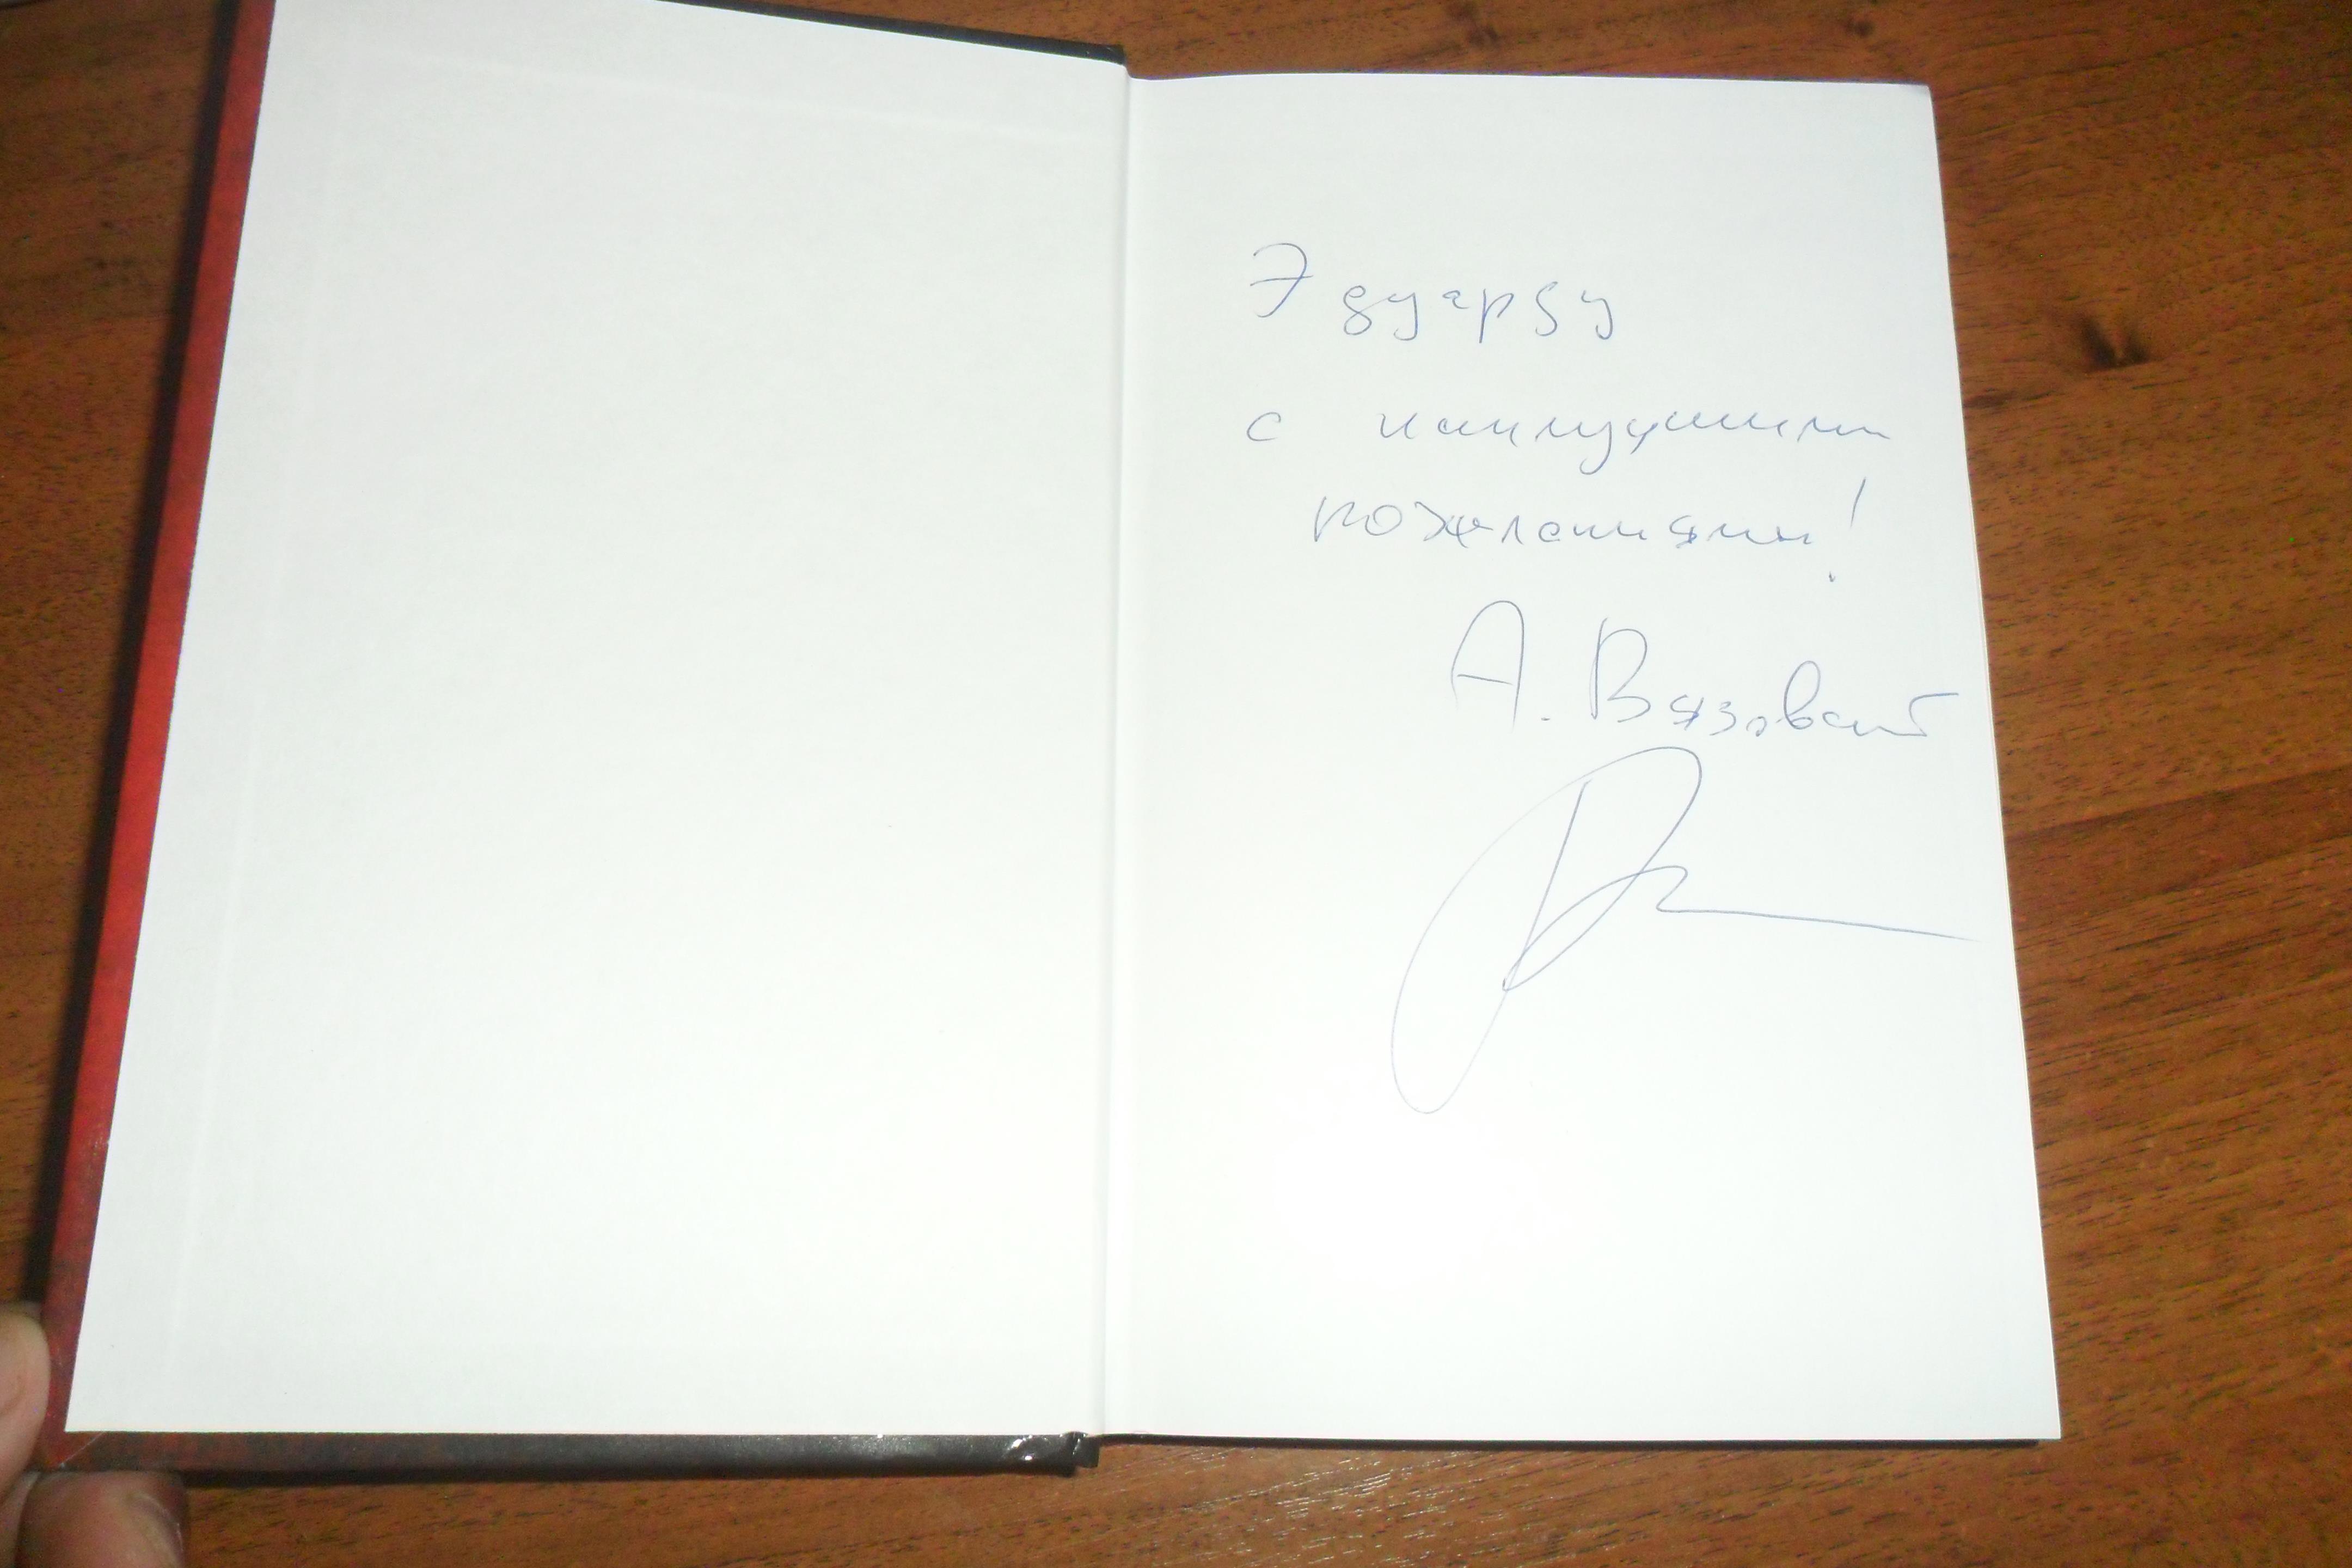 Эдуарду
с наилучшими
пожеланиями!
А. Вязовский